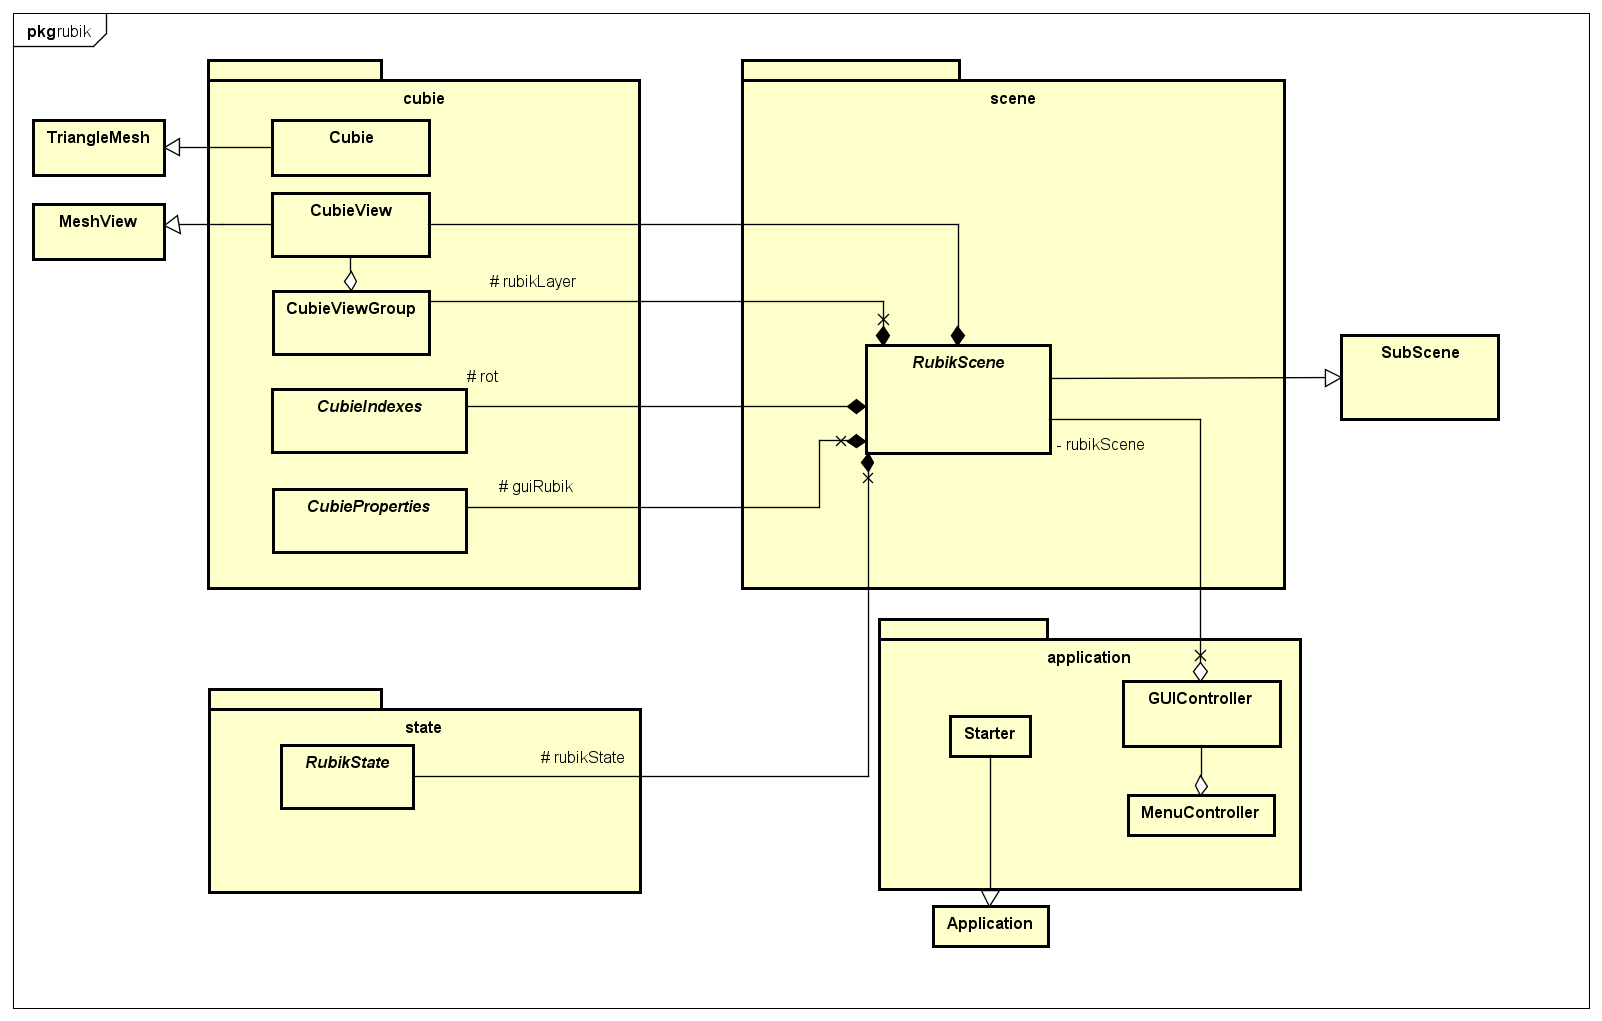 pkg rubik
cubie
scene
TriangleMesh
Cubie
MeshView
CubieView
# rubikLayer
CubieViewGroup
RubikScene
SubScene
# rot
CubieIndexes
- rubikScene
# guiRubik
CubieProperties
application
state
GUIController
Starter
# rubikState
RubikState
MenuController
Application